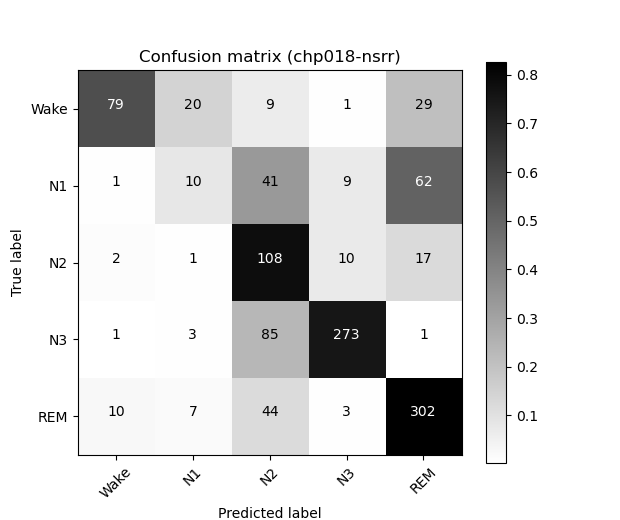 Confusion matrix (chp018-nsrr)
True label
Wake 79 20 9 1 29
N1 1 10 41 9 62
N2 2 1 108 10 17
N3 1 3 85 273 1
REM 10 7 44 3 302
Wake N1 N2 N3 REM
Predicted label
0.8
0.7
0.6
0.5
0.4
0.3
0.2
0.1